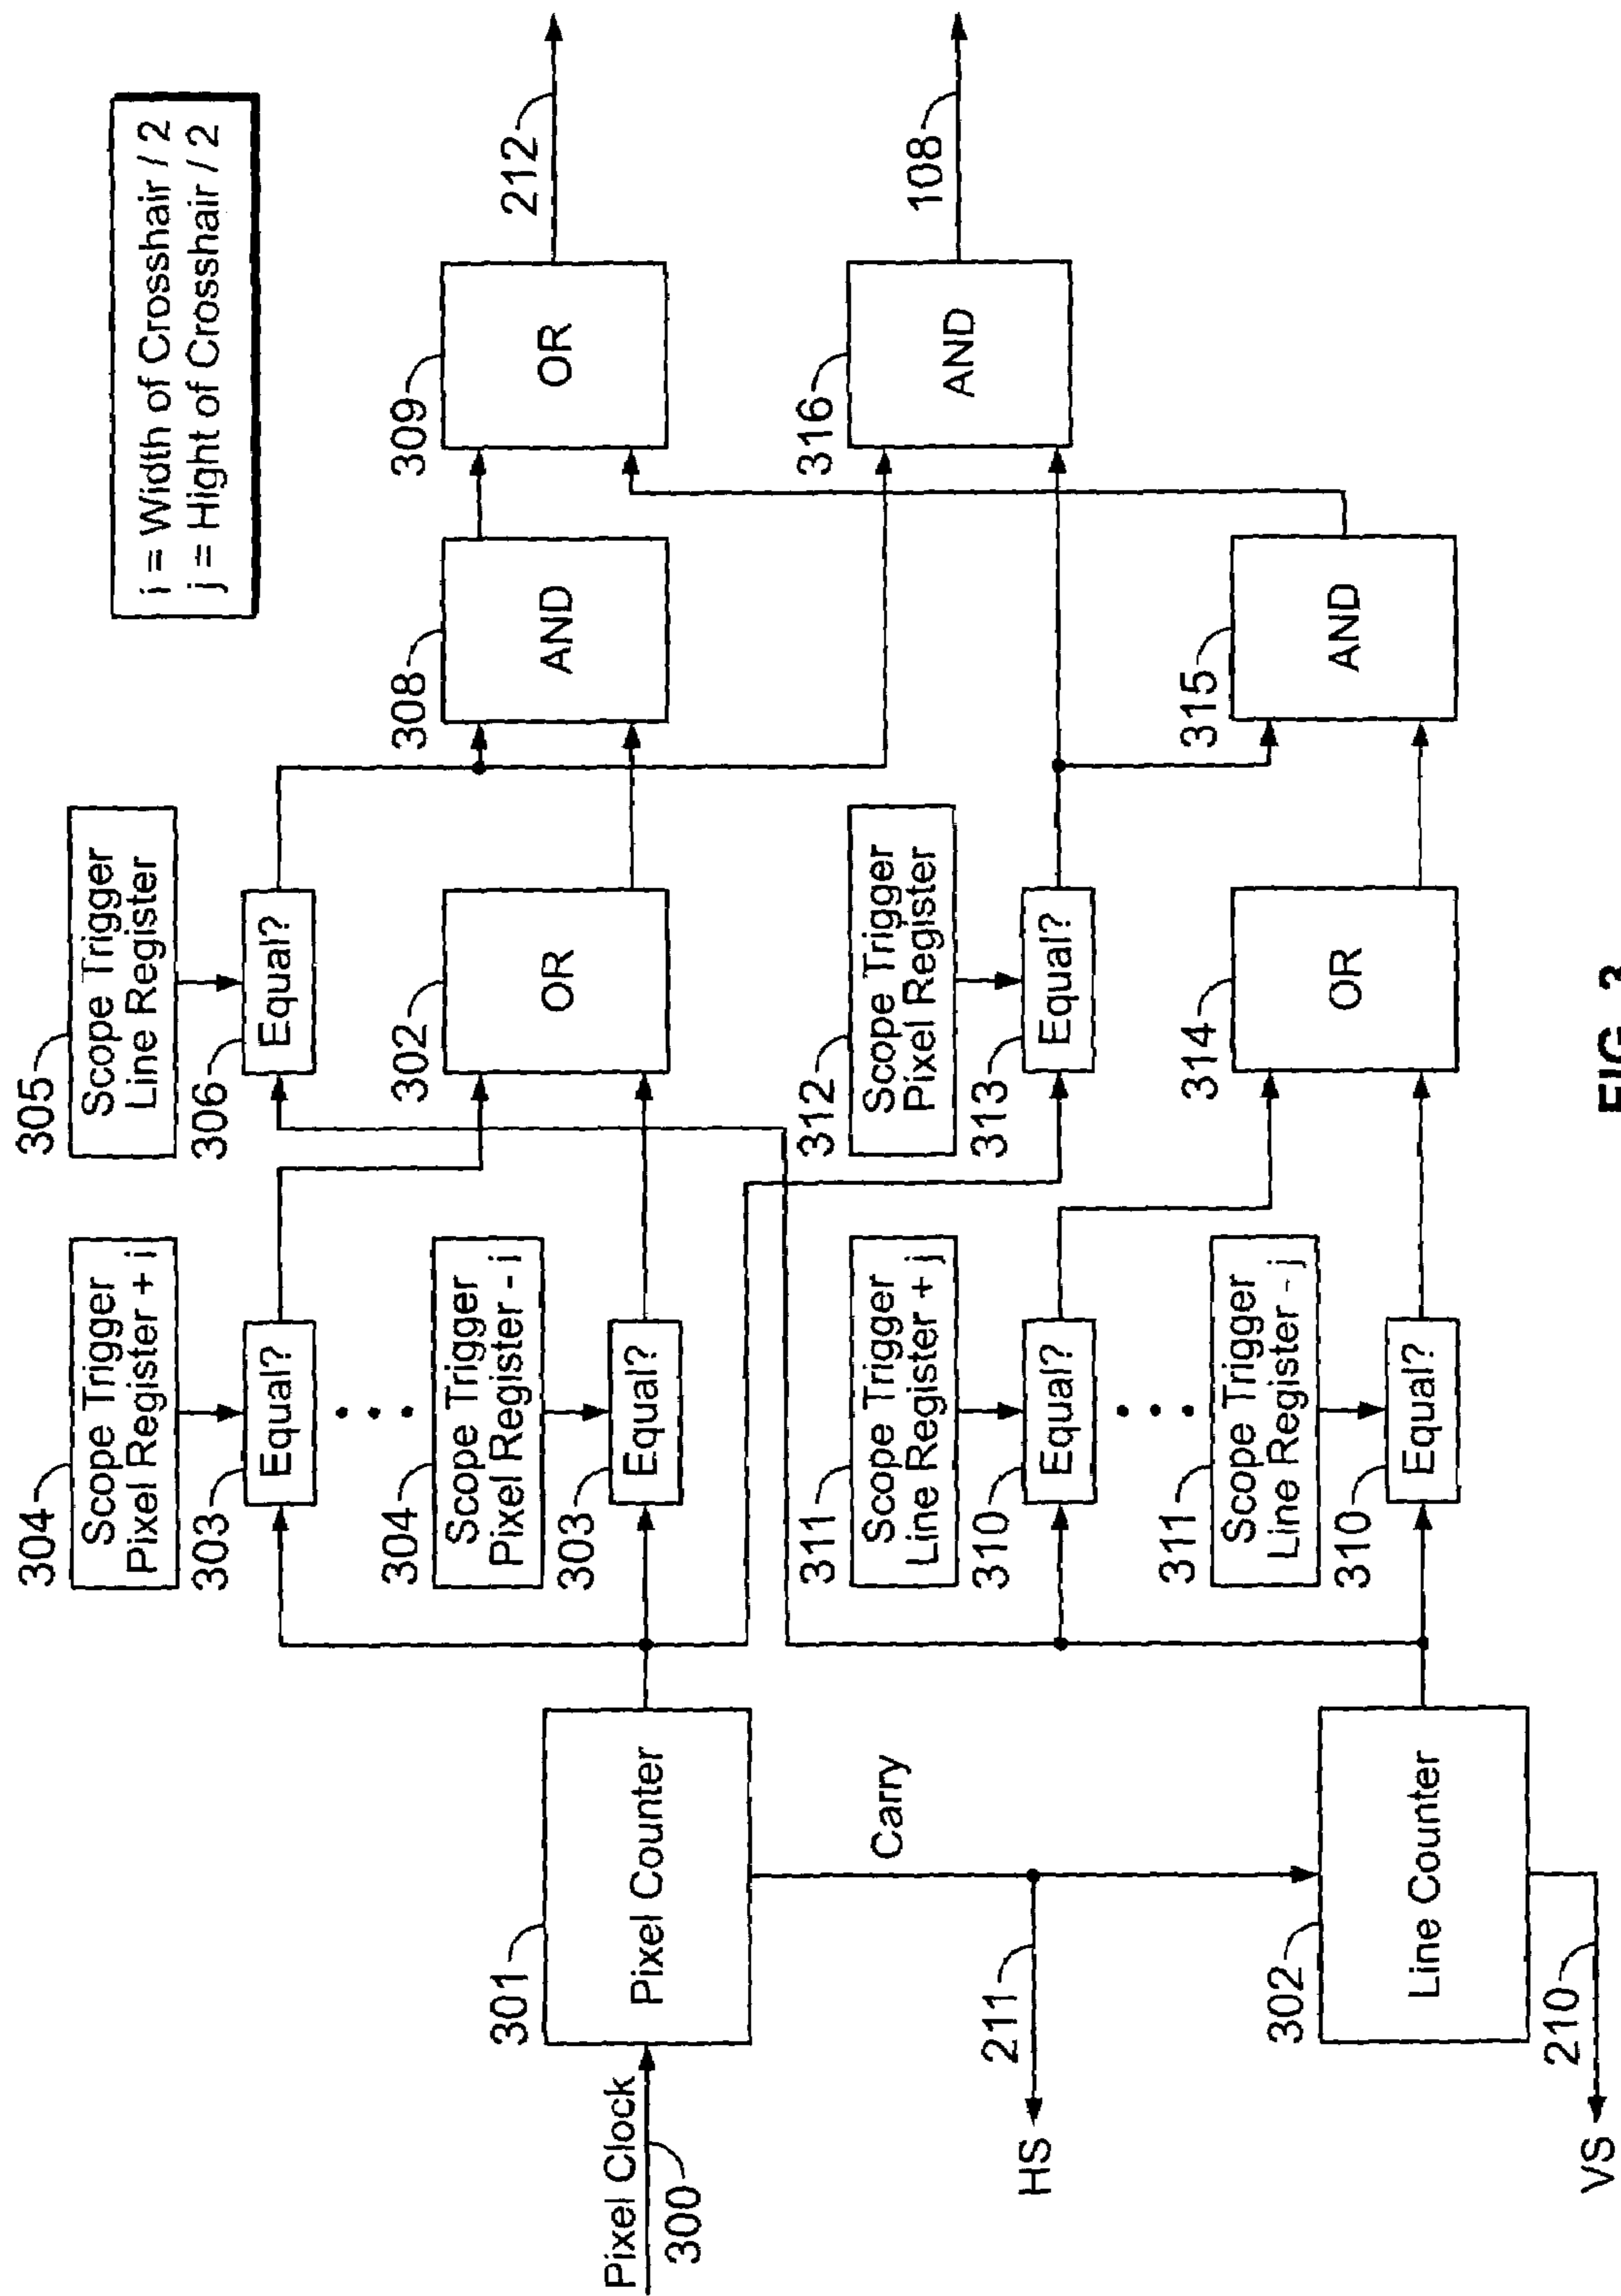 i = Width of Crosshair / 2
j = Hight of Crosshair / 2
305
Scope Trigger
Line Register
304
Scope Trigger
Pixel Register + i
306
Equal?
303
Equal?
304
Scope Trigger
Pixel Register - i
303
Equal?
302
OR
308
AND
309
OR
212
Pixel Clock
300
301
Pixel Counter
Carry
211
HS
312
Scope Trigger
Pixel Register
313
Equal?
316
AND
108
311
Scope Trigger
Line Register + j
310
Equal?
311
Scope Trigger
Line Register - j
310
Equal?
314
OR
315
AND
302
Line Counter
210
VS